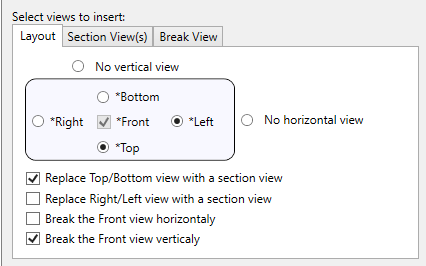 Select views to insert:
Layout Section View(s) Break View
No vertical view
*Bottom
*Right *Front *Left No horizontal view
*Top
Replace Top/Bottom view with a section view
Replace Right/Left view with a section view
Break the Front view horizontaly
Break the Front view verticaly